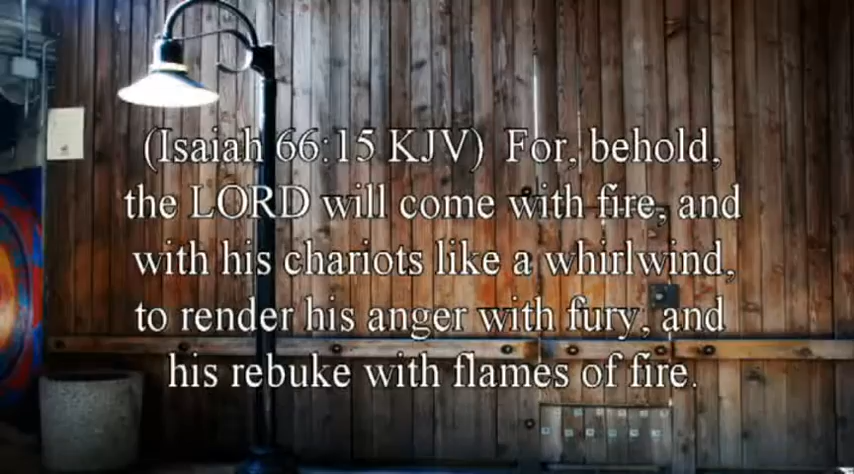 (Isaiah 66:15 KJV) For, behold,
the LORD will come with fire, and
with his chariots like a whirlwind,
to render his anger with fury, and
his rebuke with flames of fire.